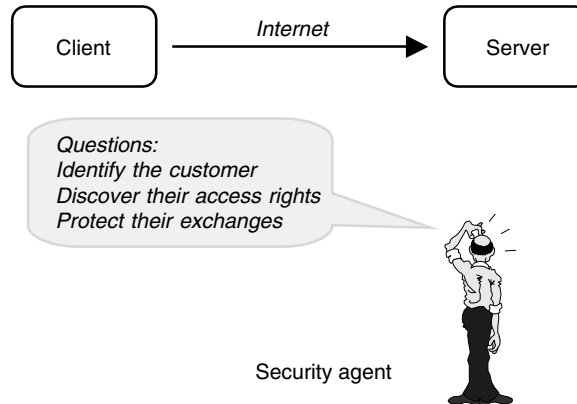 Client
Internet
Server
Questions:
Identify the customer
Discover their access rights
Protect their exchanges
Security agent